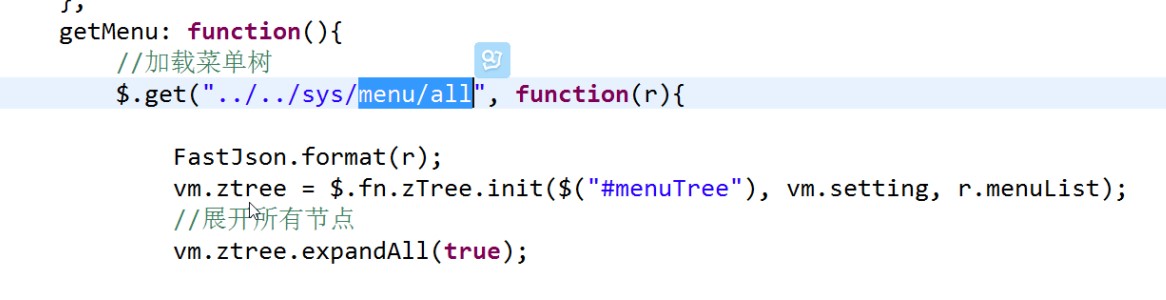 },
getMenu: function(){
//加载菜单树
$.get("../../sys/menu/all", function(r){
FastJson.format(r);
vm.ztree = $.fn.zTree.init($("#menuTree"), vm.setting, r.menuList);
//展开所有节点
vm.ztree.expandAll(true);